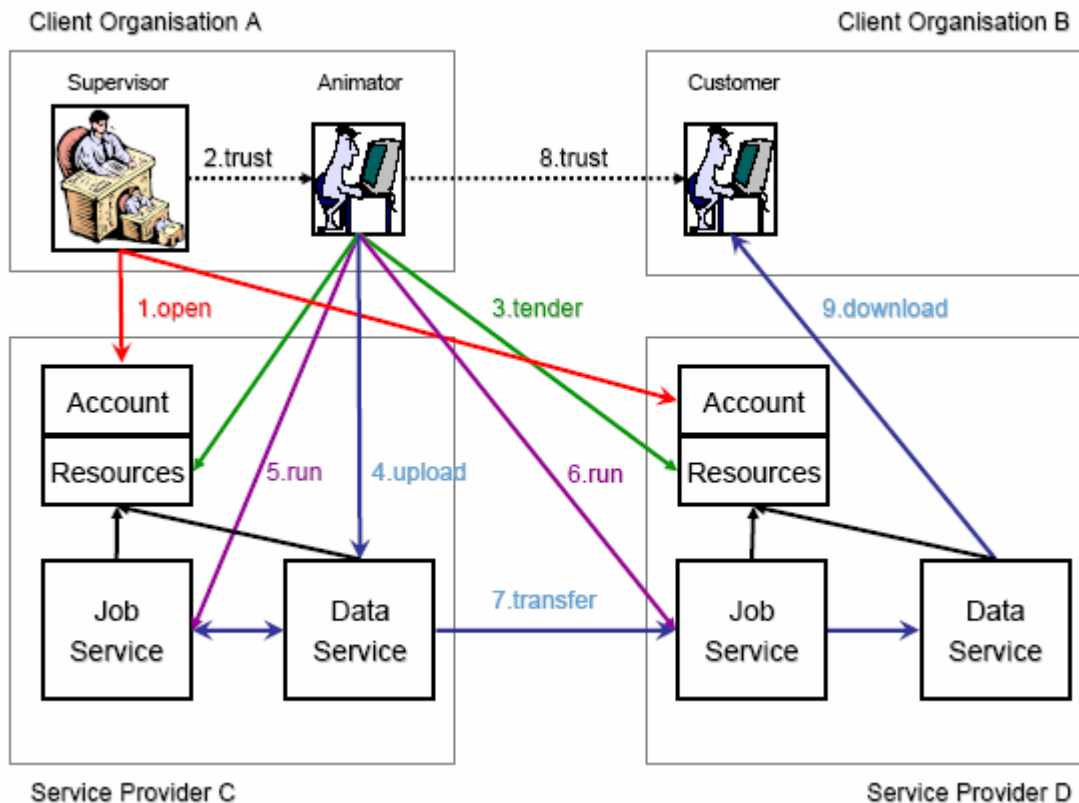 Client Organisation A
Client Organisation B
Supervisor
Animator
Customer
2.trust
8.trust
1.open
3.tender
9.download
Account
Account
Resources
Resources
5.run
4.upload
6.run
Job
Service
Data
Service
7.transfer
Job
Service
Data
Service
Service Provider C
Service Provider D